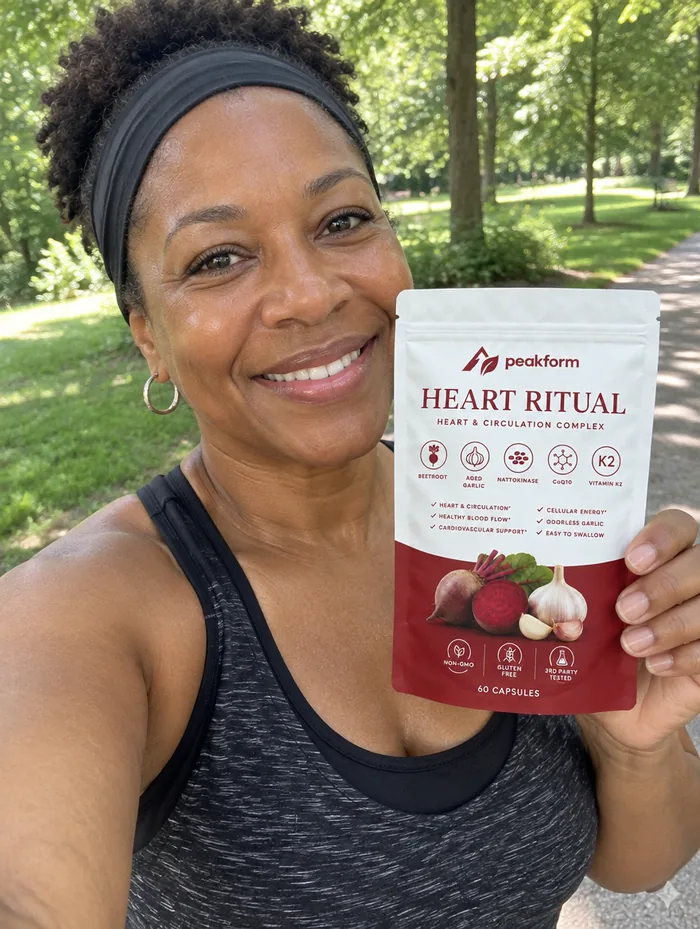 peakform
HEART RITUAL
HEART & CIRCULATION COMPLEX
BEETROOT
AGED
GARLIC
NATTOKINASE
CoQ10
K2
VITAMIN K2
✓ HEART & CIRCULATION*
✓ HEALTHY BLOOD FLOW*
✓ CARDIOVASCULAR SUPPORT*
✓ CELLULAR ENERGY*
✓ ODORLESS GARLIC
✓ EASY TO SWALLOW
NON-GMO
GLUTEN
FREE
3RD PARTY
TESTED
60 CAPSULES